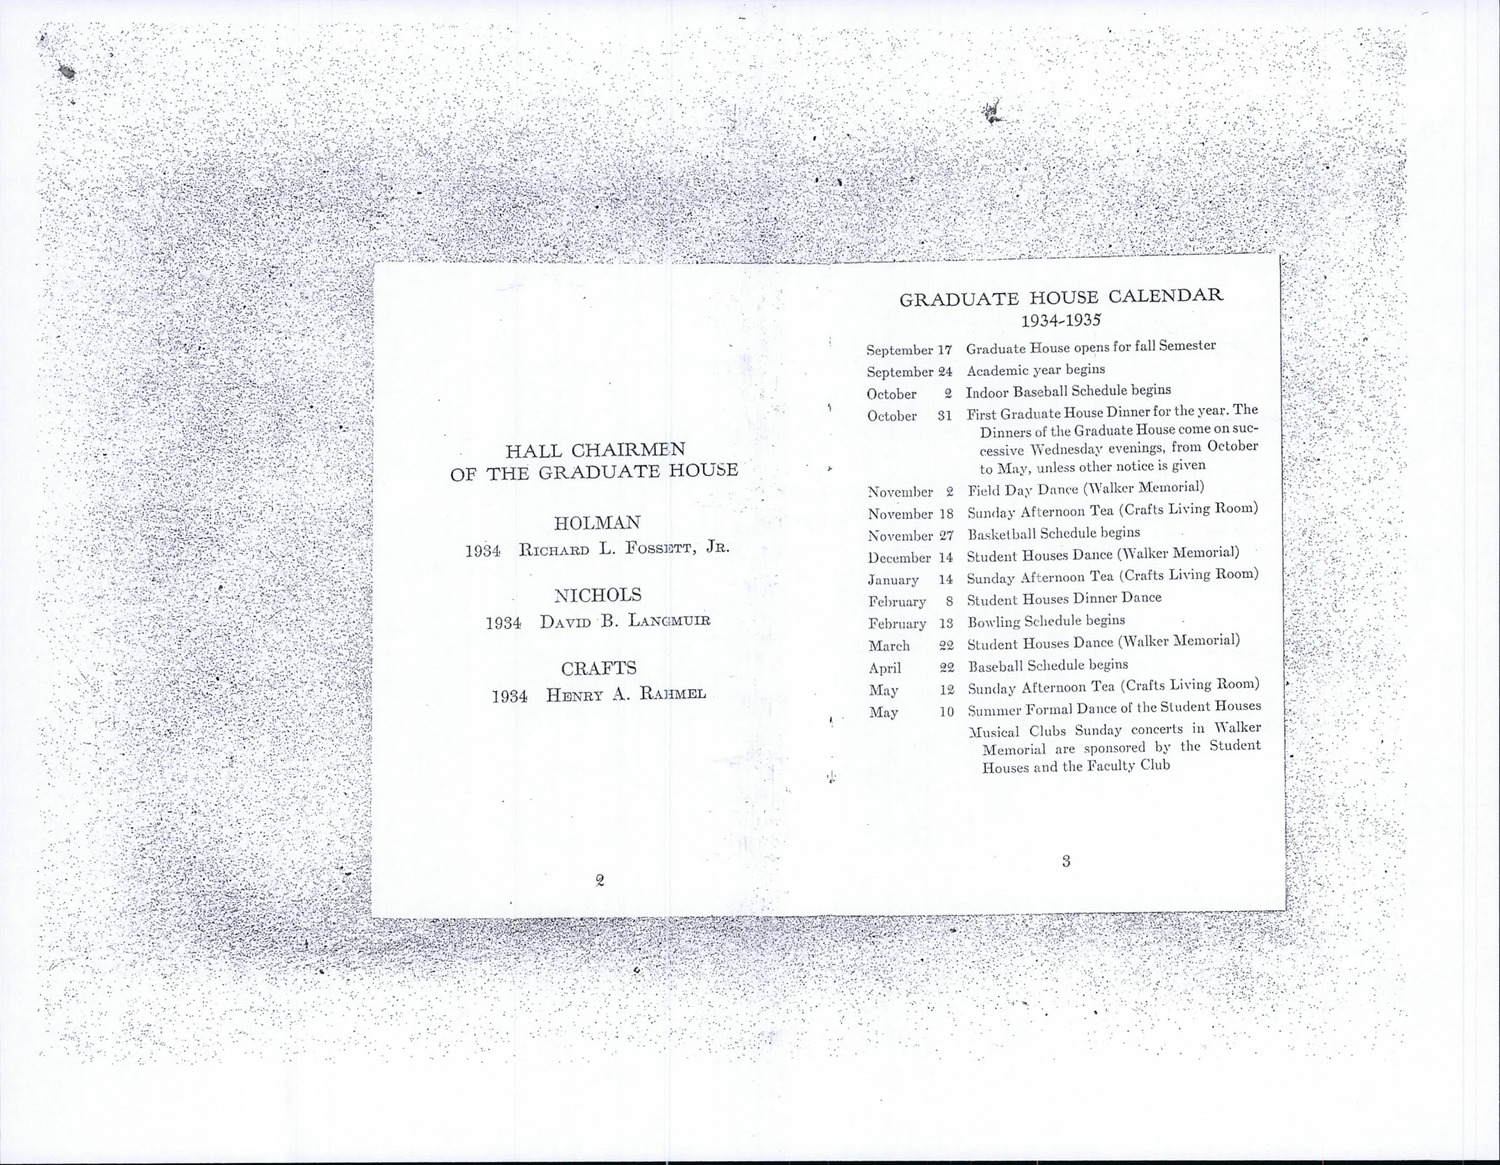 HALL CHAIRMEN
OF THE GRADUATE HOUSE
HOLMAN
1934 RICHARD L. FOSSETT, JR.
NICHOLS
1934 DAVID B. LANGMUIR
CRAFTS
1934 HENRY A. RAHMEL
2
GRADUATE HOUSE CALENDAR
1934-1935
September 17 Graduate House opens for fall Semester
September 24 Academic year begins
October 2 Indoor Baseball Schedule begins
October 31 First Graduate House Dinner for the year. The
Dinners of the Graduate House come on suc-
cessive Wednesday evenings, from October
to May, unless other notice is given
November 2 Field Day Dance (Walker Memorial)
November 18 Sunday Afternoon Tea (Crafts Living Room)
November 27 Basketball Schedule begins
December 14 Student Houses Dance (Walker Memorial)
January 14 Sunday Afternoon Tea (Crafts Living Room)
February 8 Student Houses Dinner Dance
February 13 Bowling Schedule begins
March 22 Student Houses Dance (Walker Memorial)
April 22 Baseball Schedule begins
May 12 Sunday Afternoon Tea (Crafts Living Room)
May 10 Summer Formal Dance of the Student Houses
Musical Clubs Sunday concerts in Walker
Memorial are sponsored by the Student
Houses and the Faculty Club
3